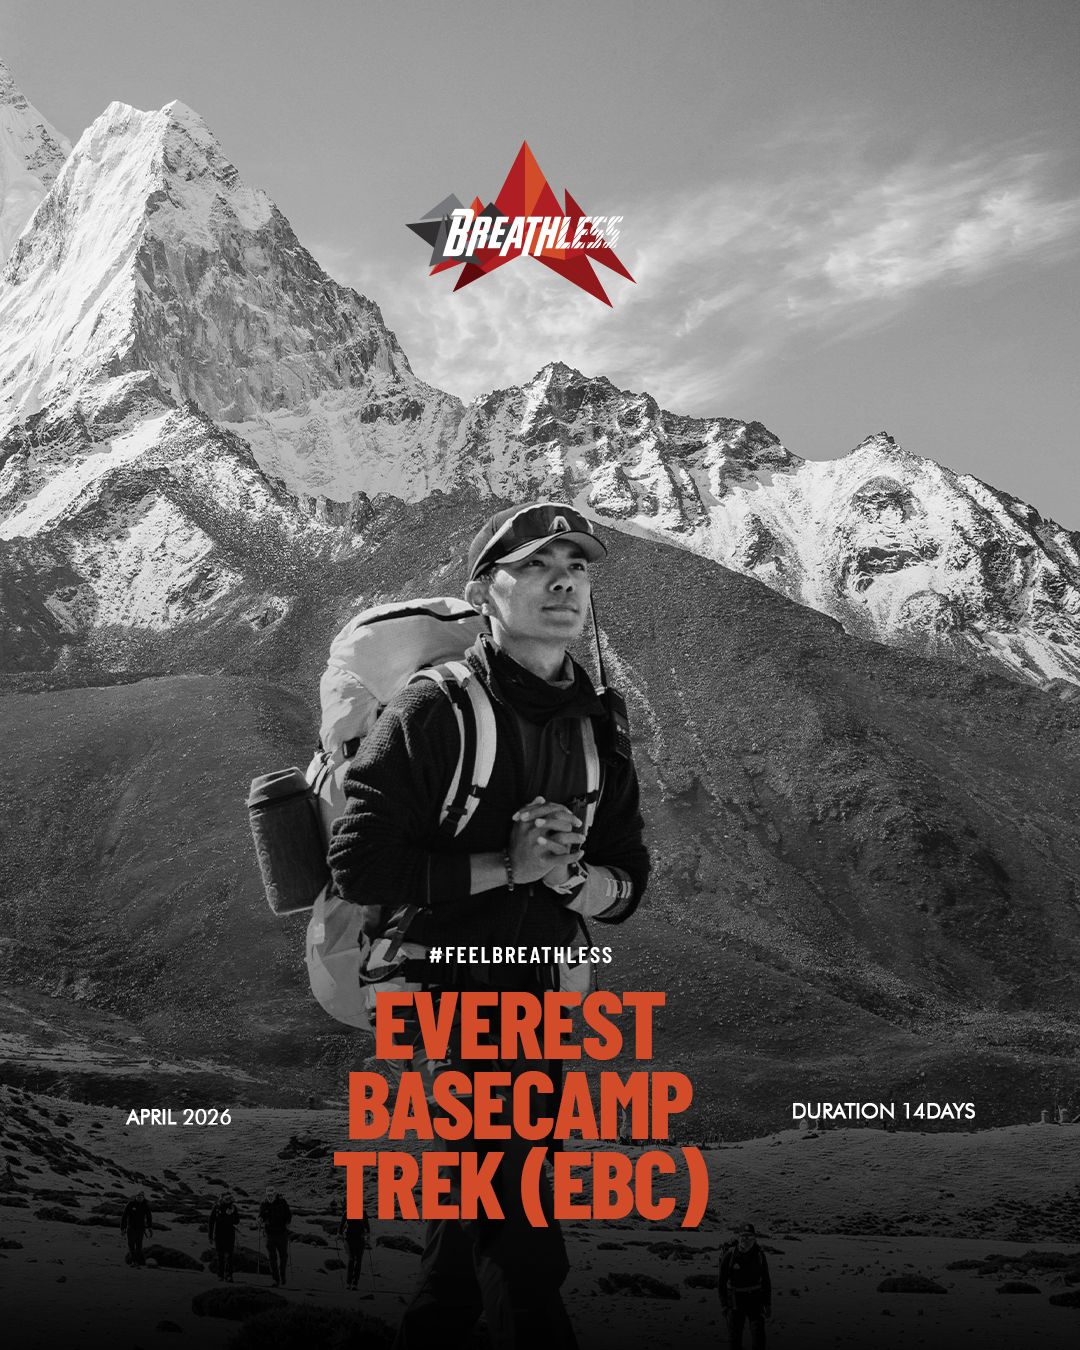 BREATHLESS
#FEELBREATHLESS
EVEREST
BASECAMP
TREK (EBC)
APRIL 2026
DURATION 14DAYS